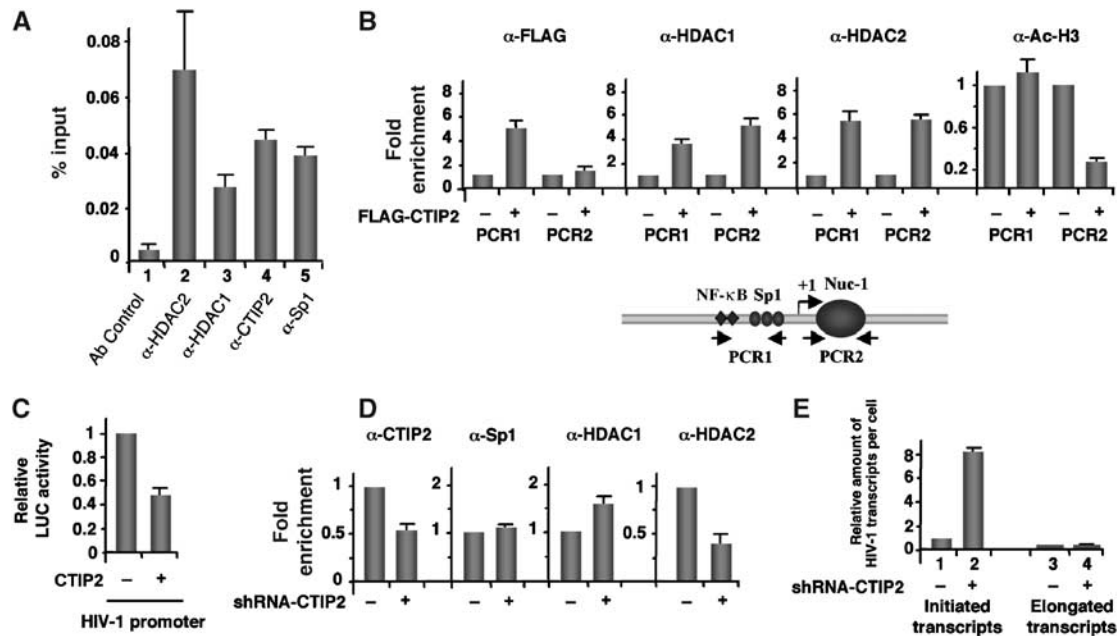 A
% input
0.08
0.06
0.04
0.02
0
1 2 3 4 5
Ab Control
α-HDAC2
α-HDAC1
α-CTIP2
α-Sp1
B
α-FLAG α-HDAC1 α-HDAC2 α-Ac-H3
Fold
enrichment
8 8 8 1
6 6 6
4 4 4 0.6
2 2 2 0.2
FLAG-CTIP2 – + – + – + – + – + – + – + – +
PCR1 PCR2 PCR1 PCR2 PCR1 PCR2 PCR1 PCR2
NF-κB Sp1 +1 Nuc-1
PCR1 PCR2
C
Relative
LUC activity
1
0.8
0.6
0.4
0.2
0
CTIP2 – +
HIV-1 promoter
D
α-CTIP2 α-Sp1 α-HDAC1 α-HDAC2
Fold
enrichment
1 2 2 1
0.5 1 1 0.5
shRNA-CTIP2 – + – + – + – +
E
Relative amount of
HIV-1 transcripts per cell
8
6
4
2
0
1 2 3 4
shRNA-CTIP2 – + – +
Initiated
transcripts
Elongated
transcripts